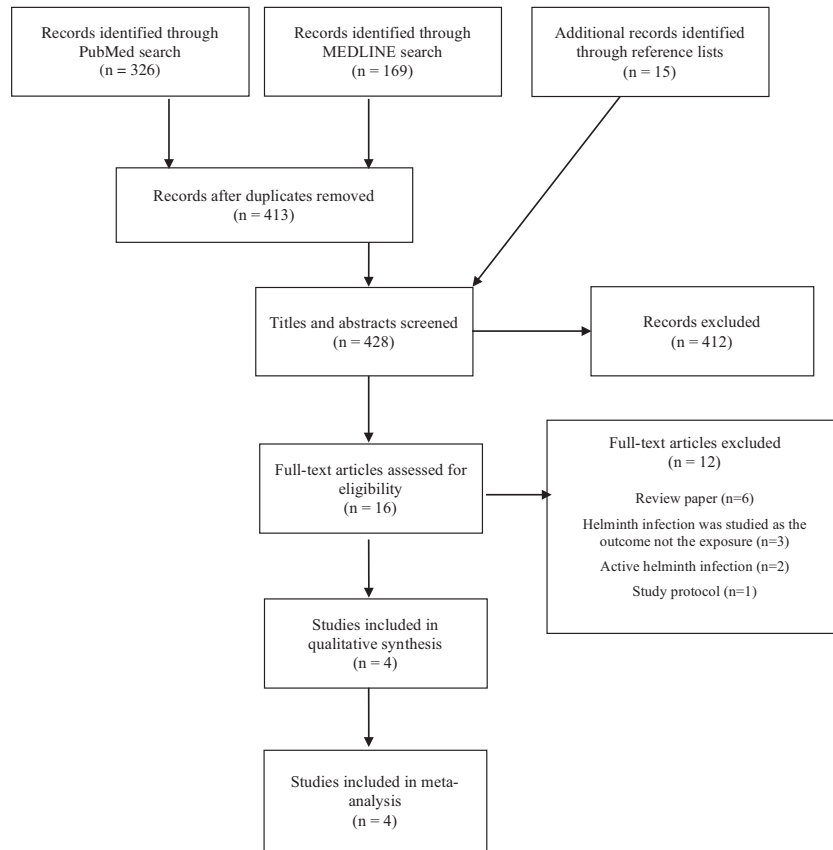 Records identified through
PubMed search
(n = 326)
Records identified through
MEDLINE search
(n = 169)
Additional records identified
through reference lists
(n = 15)
Records after duplicates removed
(n = 413)
Titles and abstracts screened
(n = 428)
Records excluded
(n = 412)
Full-text articles assessed for
eligibility
(n = 16)
Full-text articles excluded
(n = 12)
Review paper (n=6)
Helminth infection was studied as the
outcome not the exposure (n=3)
Active helminth infection (n=2)
Study protocol (n=1)
Studies included in
qualitative synthesis
(n = 4)
Studies included in meta-
analysis
(n = 4)